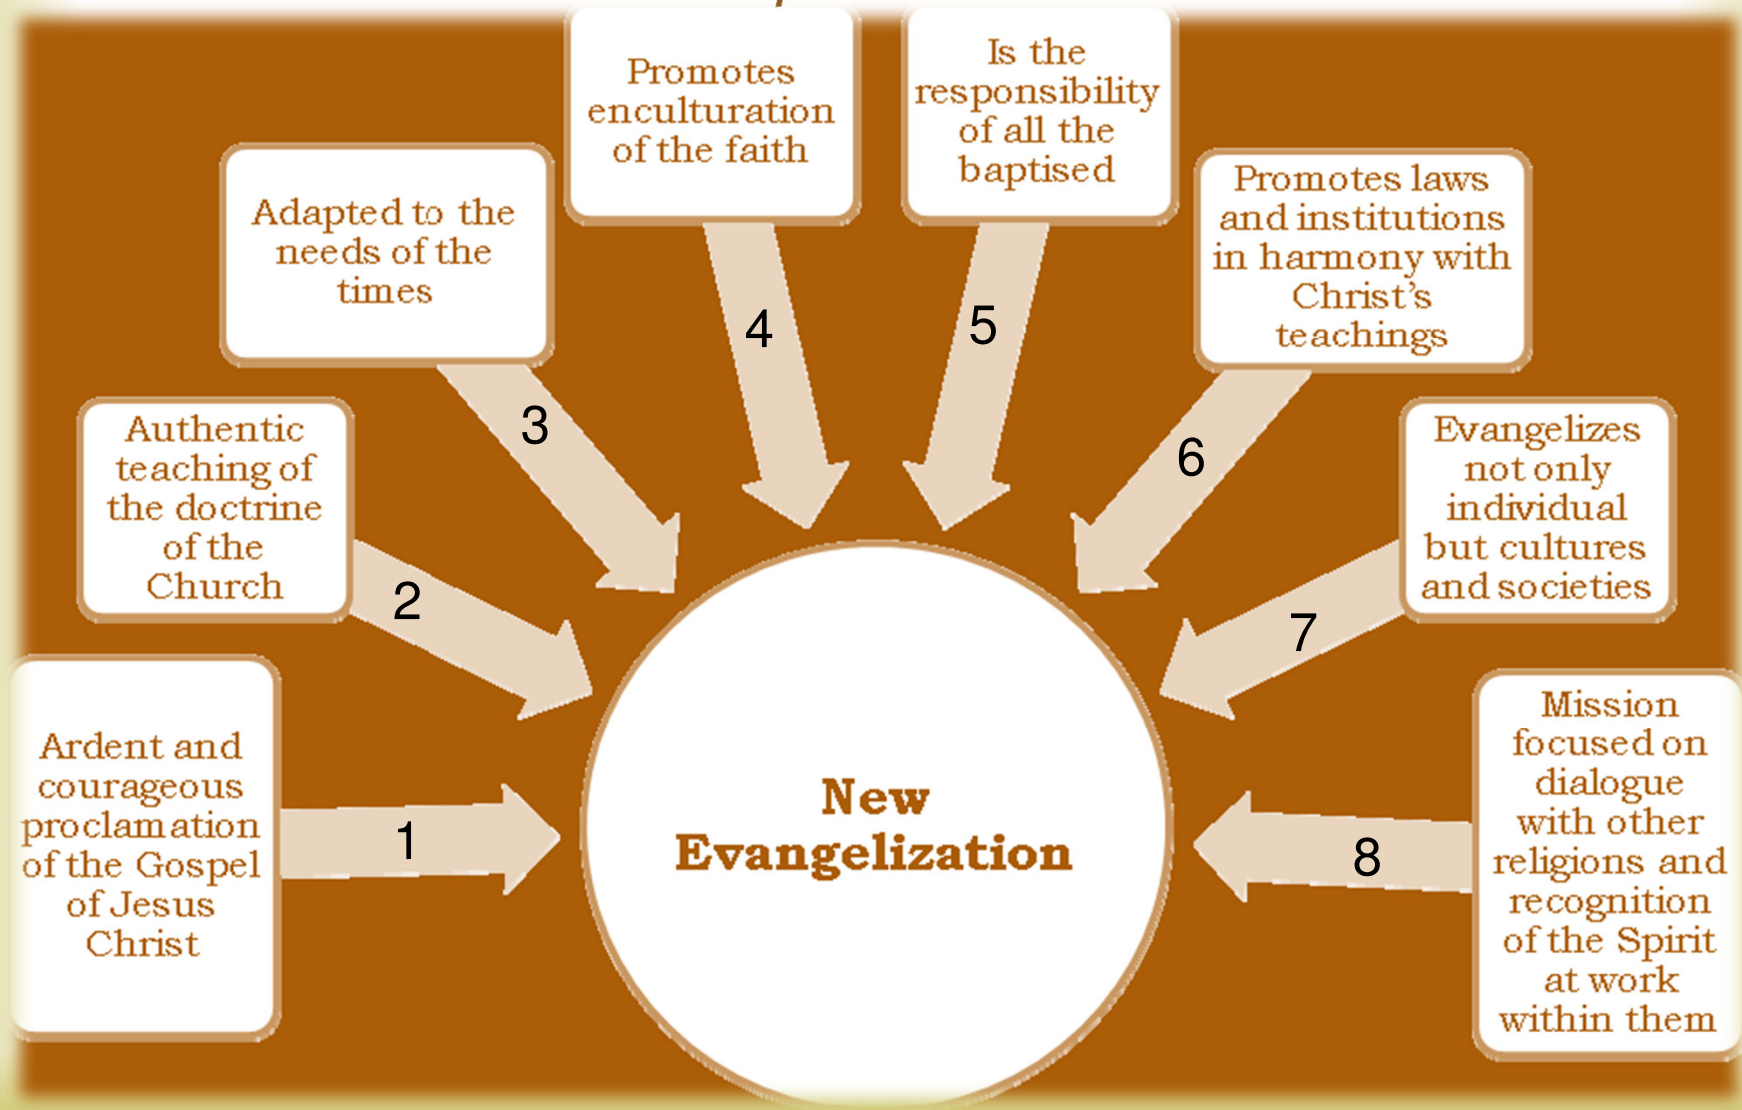 Ardent and
courageous
proclamation
of the Gospel
of Jesus
Christ
1
Authentic
teaching of
the doctrine
of the
Church
2
Adapted to the
needs of the
times
3
Promotes
enculturation
of the faith
4
Is the
responsibility
of all the
baptised
5
Promotes laws
and institutions
in harmony with
Christ's
teachings
6
Evangelizes
not only
individual
but cultures
and societies
7
Mission
focused on
dialogue
with other
religions and
recognition
of the Spirit
at work
within them
8
New
Evangelization